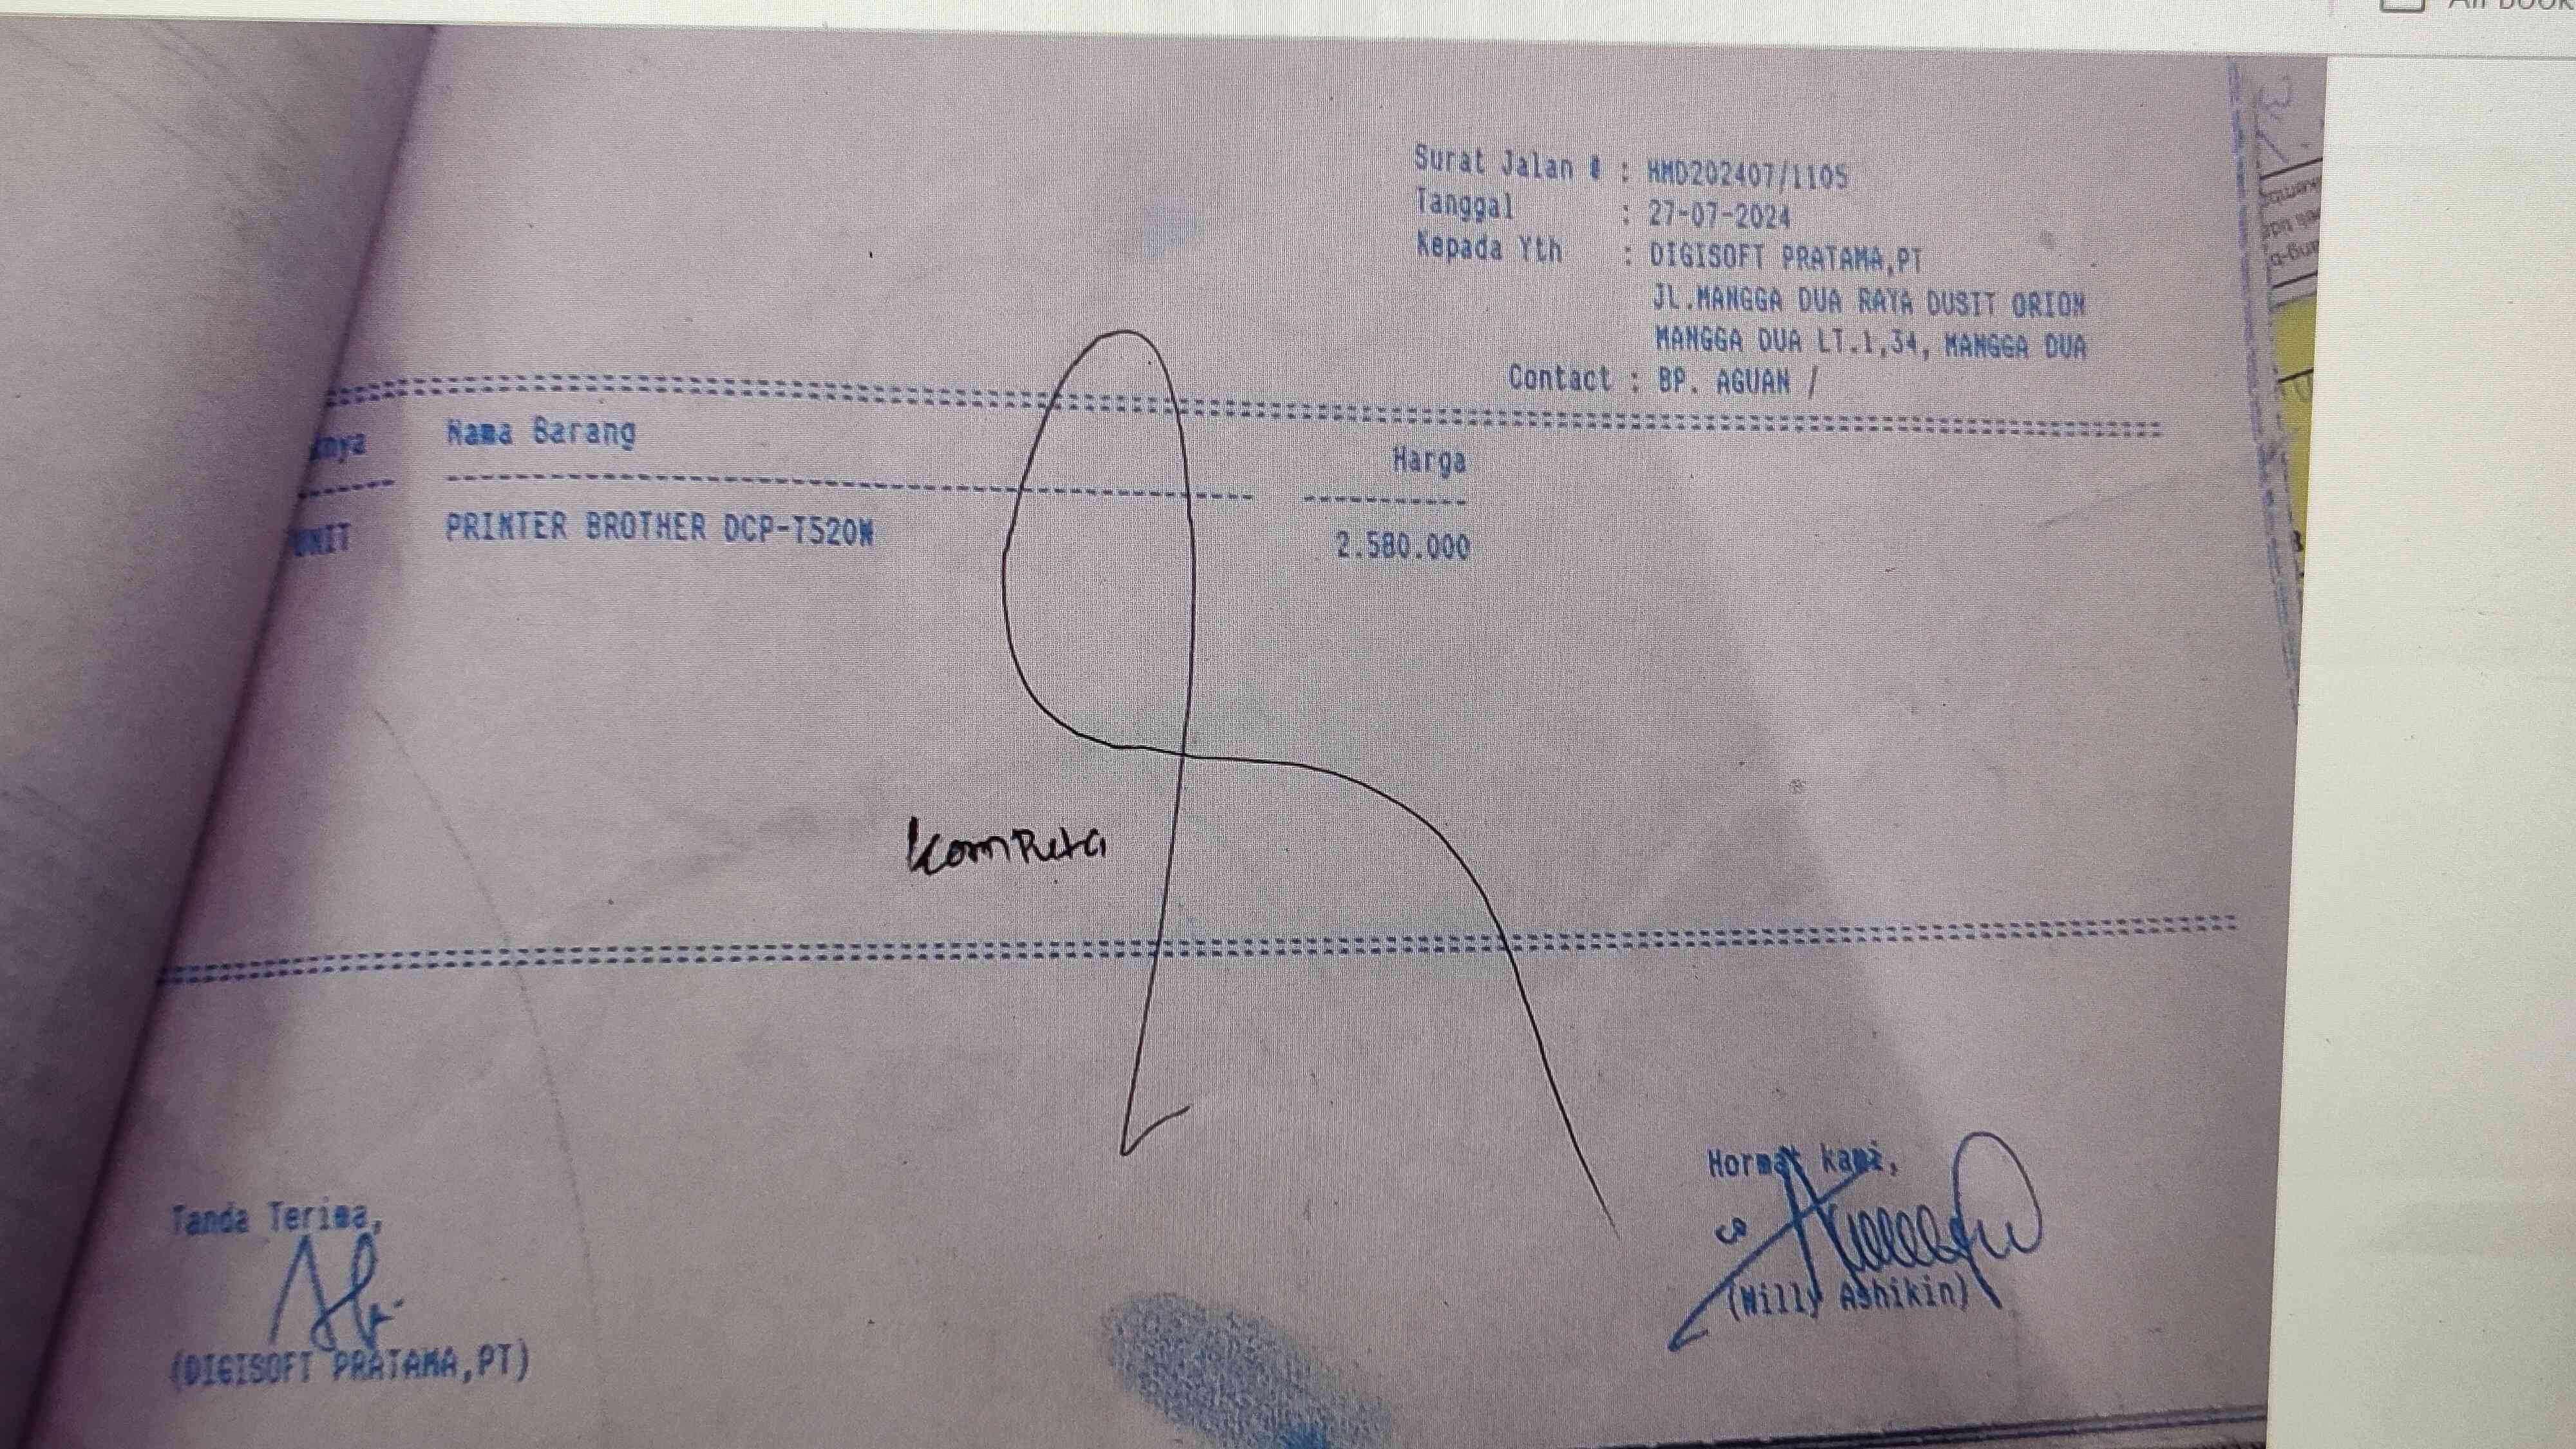 Surat Jalan # : HMD202407/1105
Tanggal : 27-07-2024
Kepada Yth : DIGISOFT PRATAMA,PT
JL.MANGGA DUA RAYA DUSIT ORION
MANGGA DUA LT.1,34, MANGGA DUA
Contact : BP. AGUAN /
Nama Barang Harga
UNIT PRINTER BROTHER DCP-T520W 2.580.000
Tanda Terima,
(DIGISOFT PRATAMA,PT)
Hormat kami,
(Willy Ashikin)